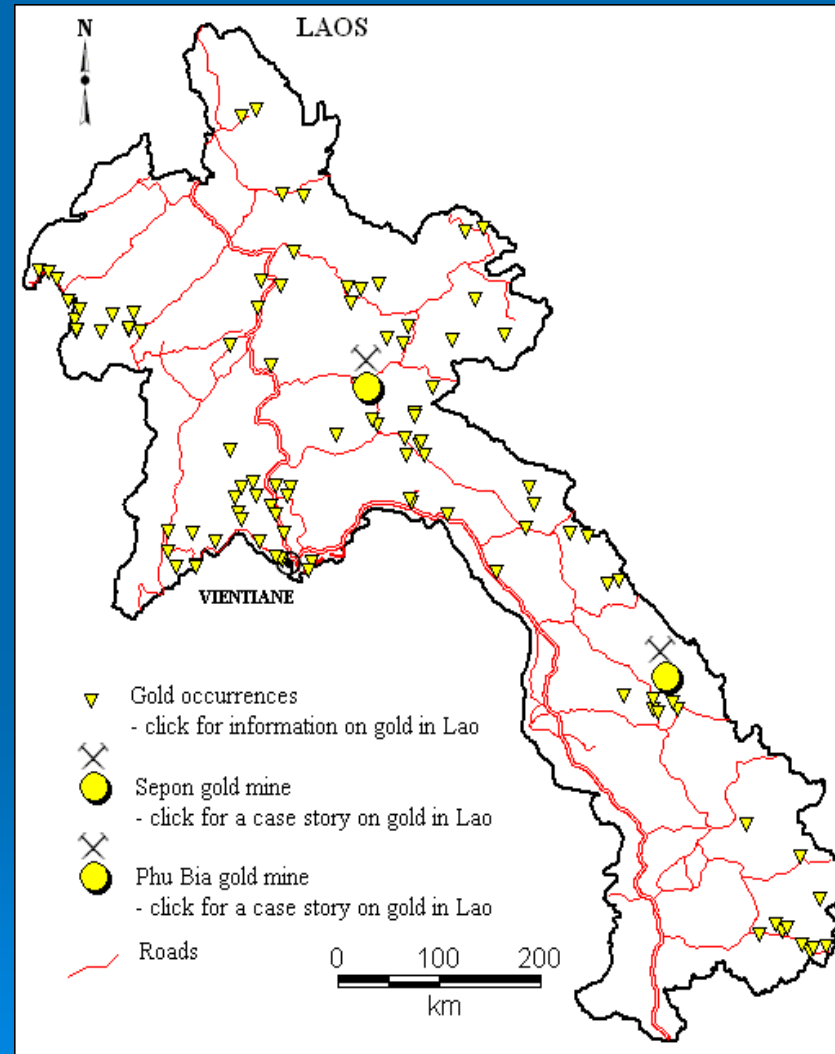 N
LAOS
VIENTIANE
Gold occurrences
- click for information on gold in Lao
Sepon gold mine
- click for a case story on gold in Lao
Phu Bia gold mine
- click for a case story on gold in Lao
Roads
0 100 200
km